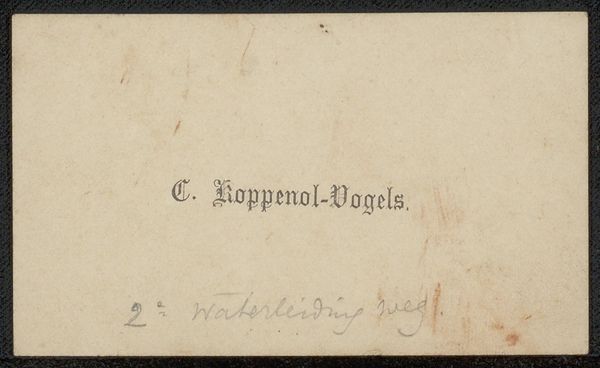 C. Koppenol-Vogels.
2e Waterleiding weg.